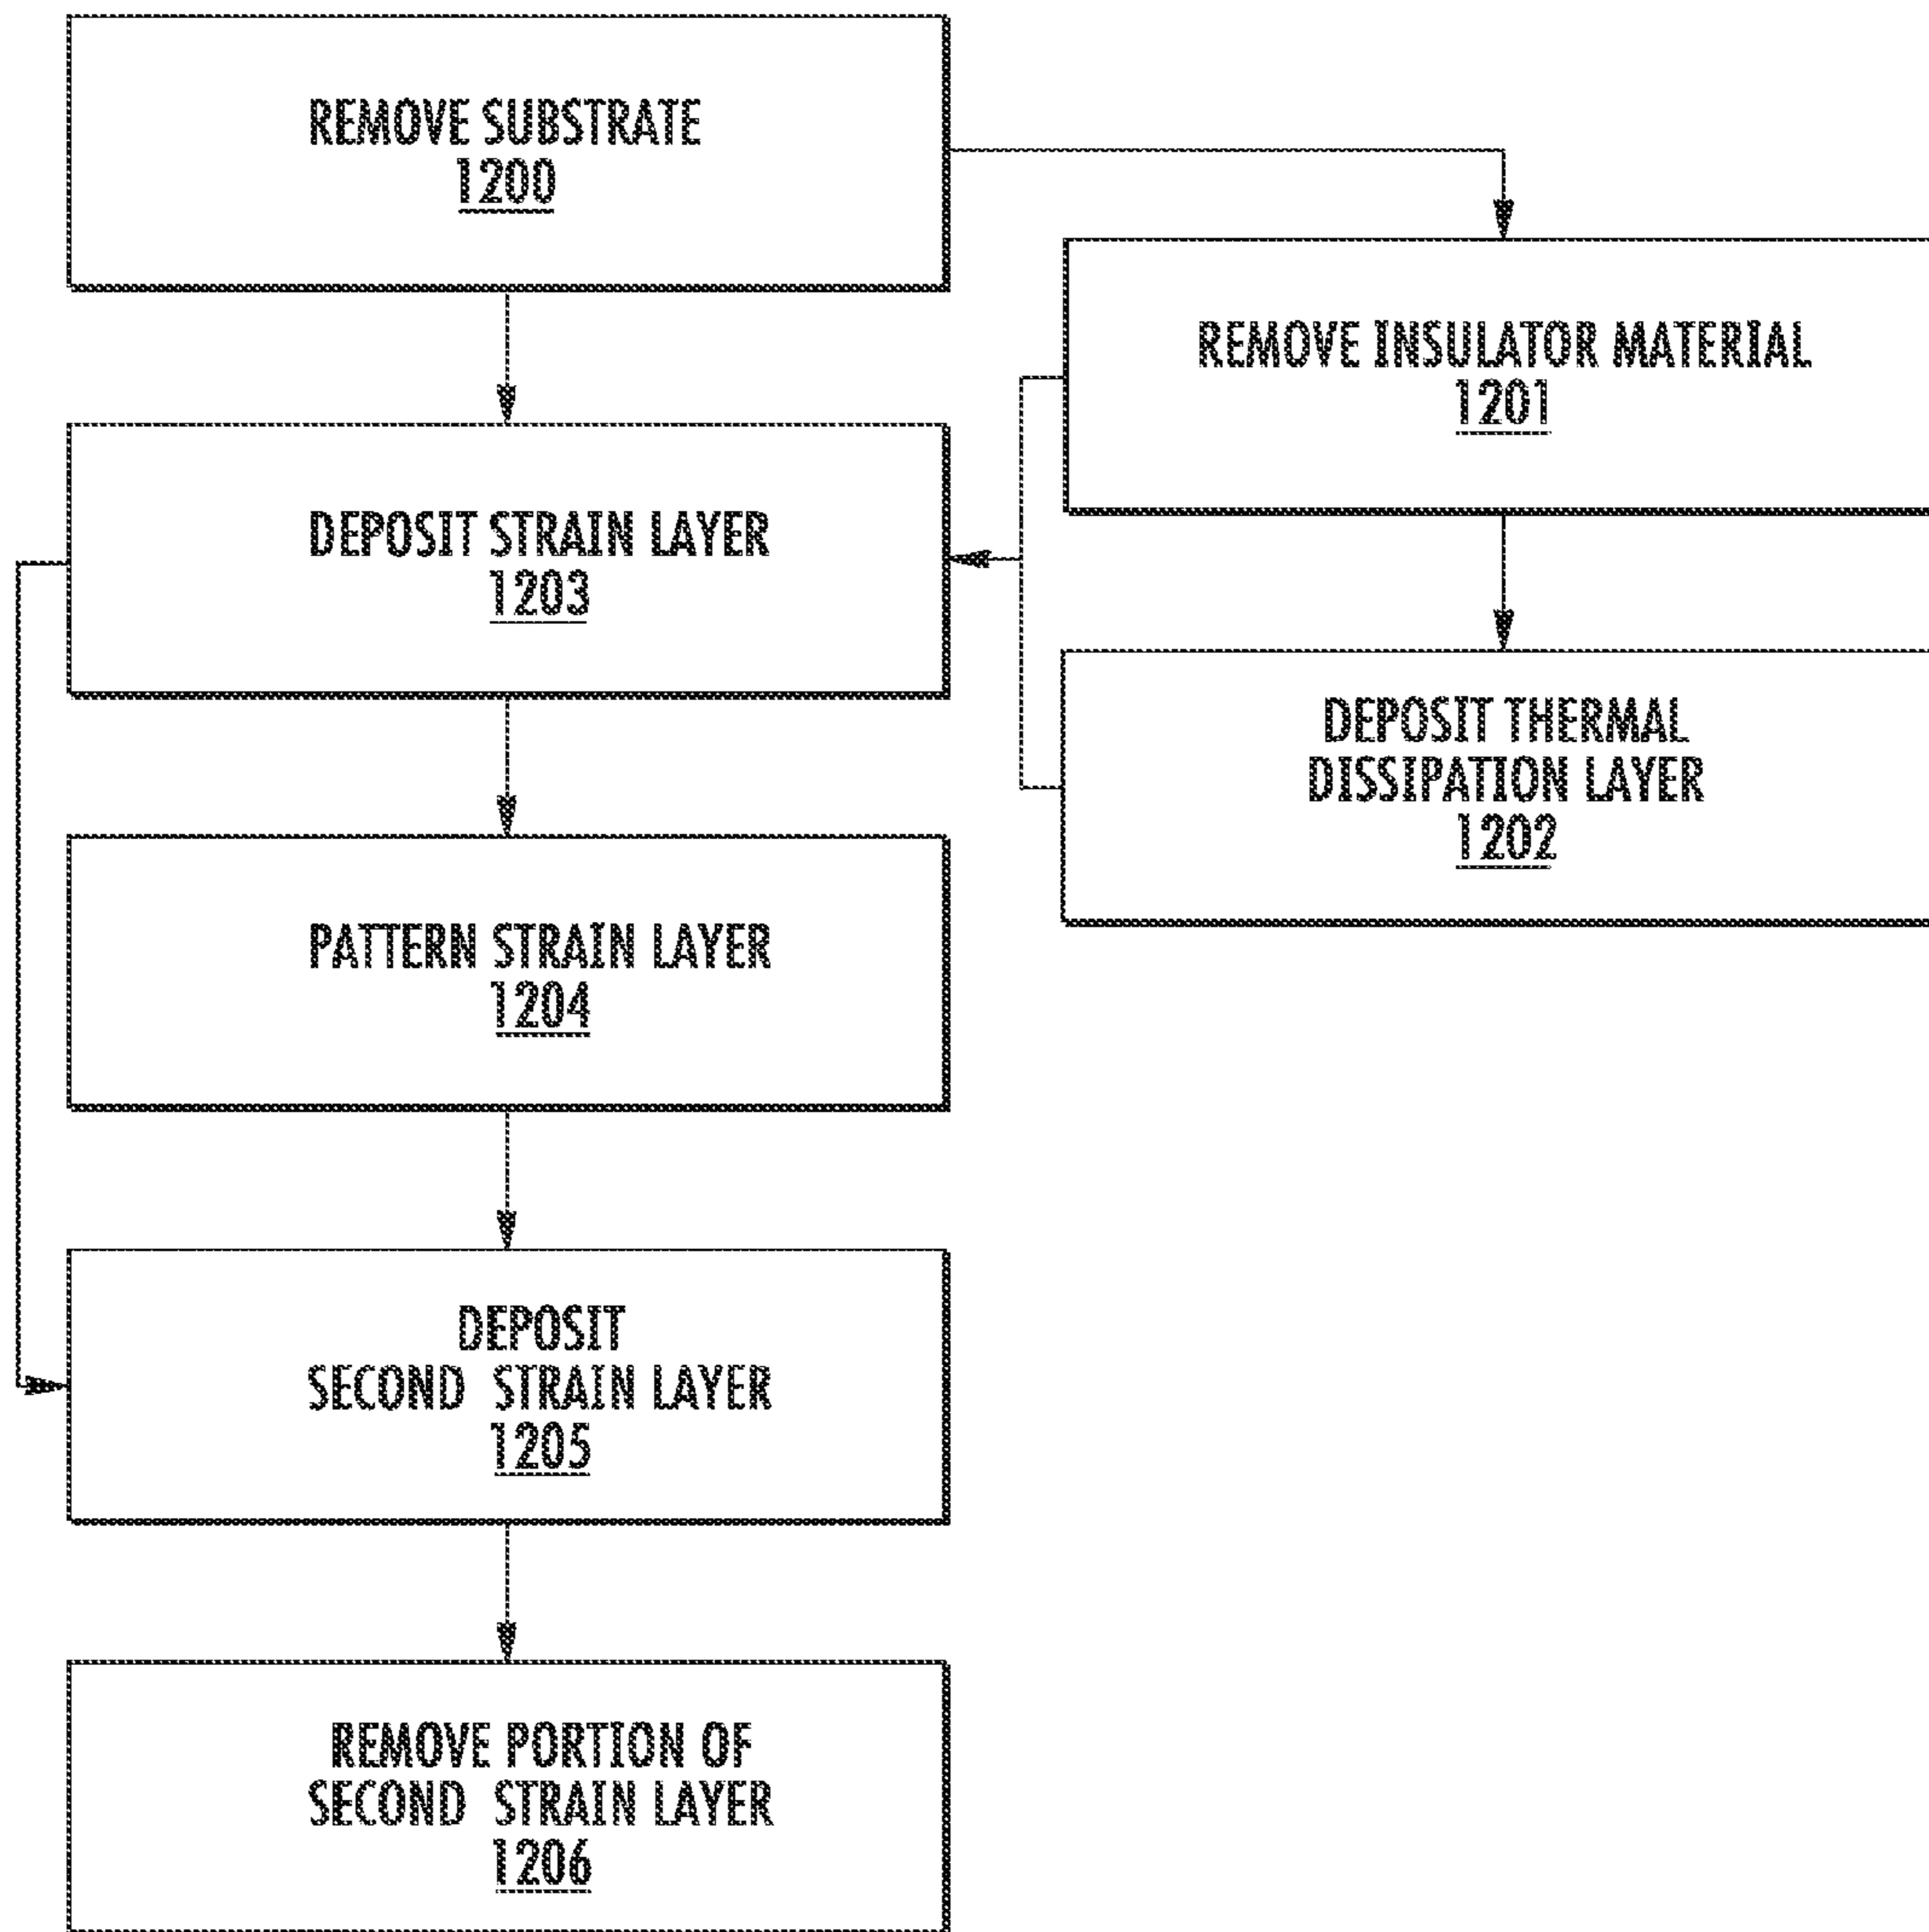 REMOVE SUBSTRATE
1200
REMOVE INSULATOR MATERIAL
1201
DEPOSIT STRAIN LAYER
1203
DEPOSIT THERMAL
DISSIPATION LAYER
1202
PATTERN STRAIN LAYER
1204
DEPOSIT
SECOND STRAIN LAYER
1205
REMOVE PORTION OF
SECOND STRAIN LAYER
1206